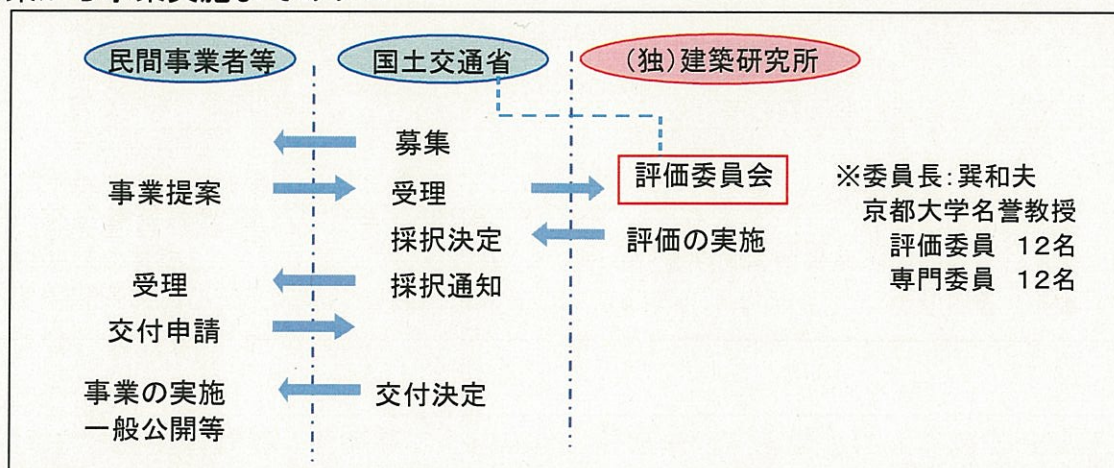 民間事業者等
国土交通省
(独)建築研究所
募集
事業提案
受理
評価委員会
※委員長:巽和夫
京都大学名誉教授
評価委員 12名
専門委員 12名
採択決定
評価の実施
受理
採択通知
交付申請
事業の実施
一般公開等
交付決定